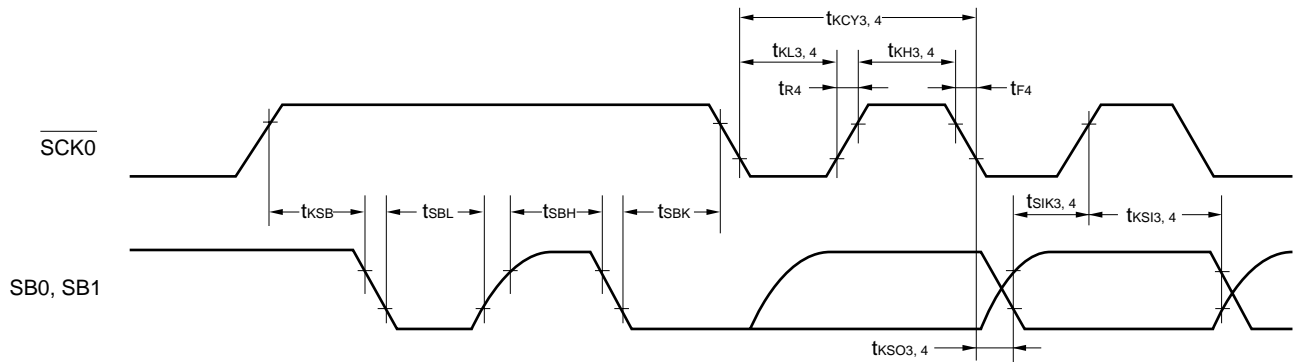 tKCY3, 4
tKL3, 4 tKH3, 4
tR4 tF4
SCK0
tKSB tSBL tSBH tSBK tSIK3, 4 tKSI3, 4
SB0, SB1
tKSO3, 4